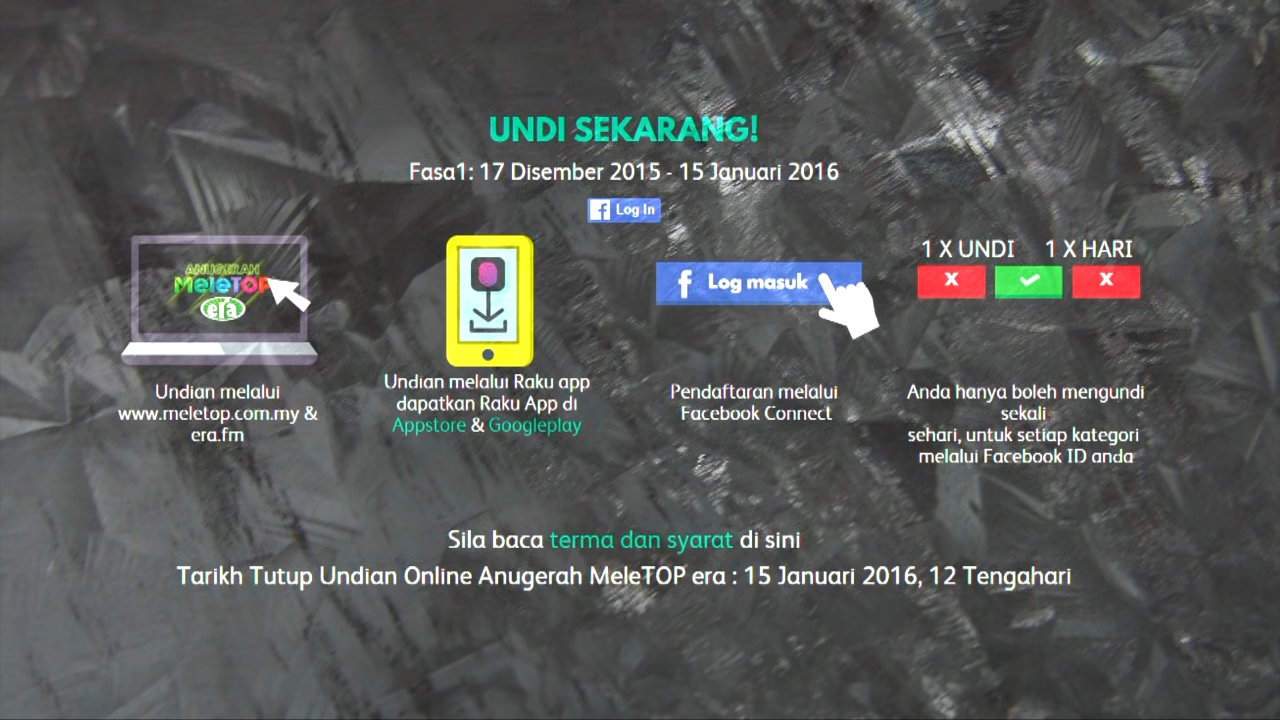 UNDI SEKARANG!
Fasa1: 17 Disember 2015 - 15 Januari 2016
f Log In
ANUGERAH
MeleTOP
era
Undian melalui
www.meletop.com.my &
era.fm
Undian melalui Raku app
dapatkan Raku App di
Appstore & Googleplay
f Log masuk
Pendaftaran melalui
Facebook Connect
1 X UNDI 1 X HARI
Anda hanya boleh mengundi
sekali
sehari, untuk setiap kategori
melalui Facebook ID anda
Sila baca terma dan syarat di sini
Tarikh Tutup Undian Online Anugerah MeleTOP era : 15 Januari 2016, 12 Tengahari